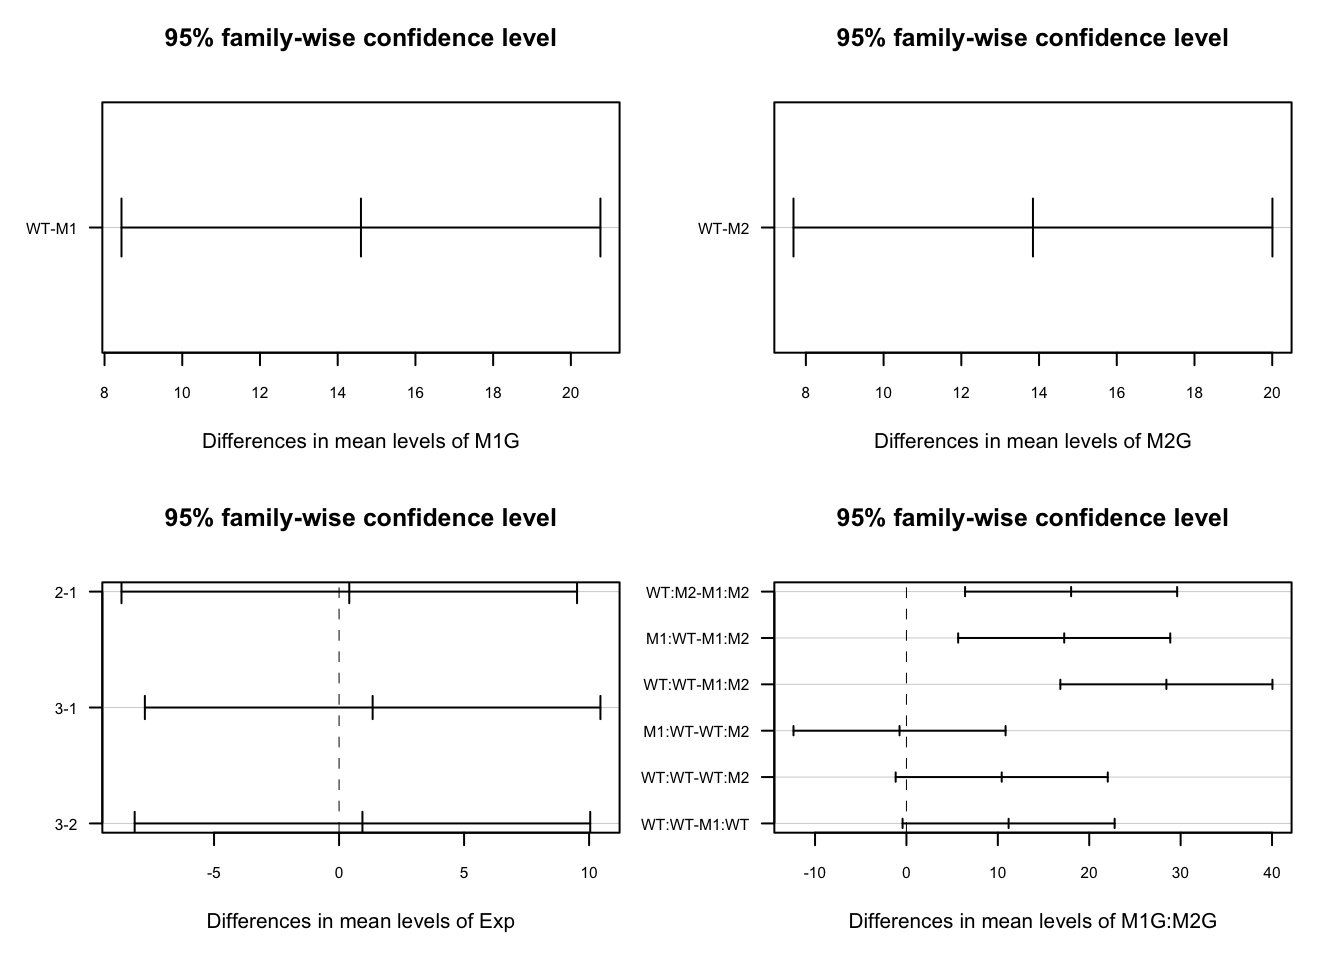 95% family-wise confidence level
WT-M1
8 10 12 14 16 18 20
Differences in mean levels of M1G
95% family-wise confidence level
WT-M2
8 10 12 14 16 18 20
Differences in mean levels of M2G
95% family-wise confidence level
2-1
3-1
3-2
-5 0 5 10
Differences in mean levels of Exp
95% family-wise confidence level
WT:M2-M1:M2
M1:WT-M1:M2
WT:WT-M1:M2
M1:WT-WT:M2
WT:WT-WT:M2
WT:WT-M1:WT
-10 0 10 20 30 40
Differences in mean levels of M1G:M2G